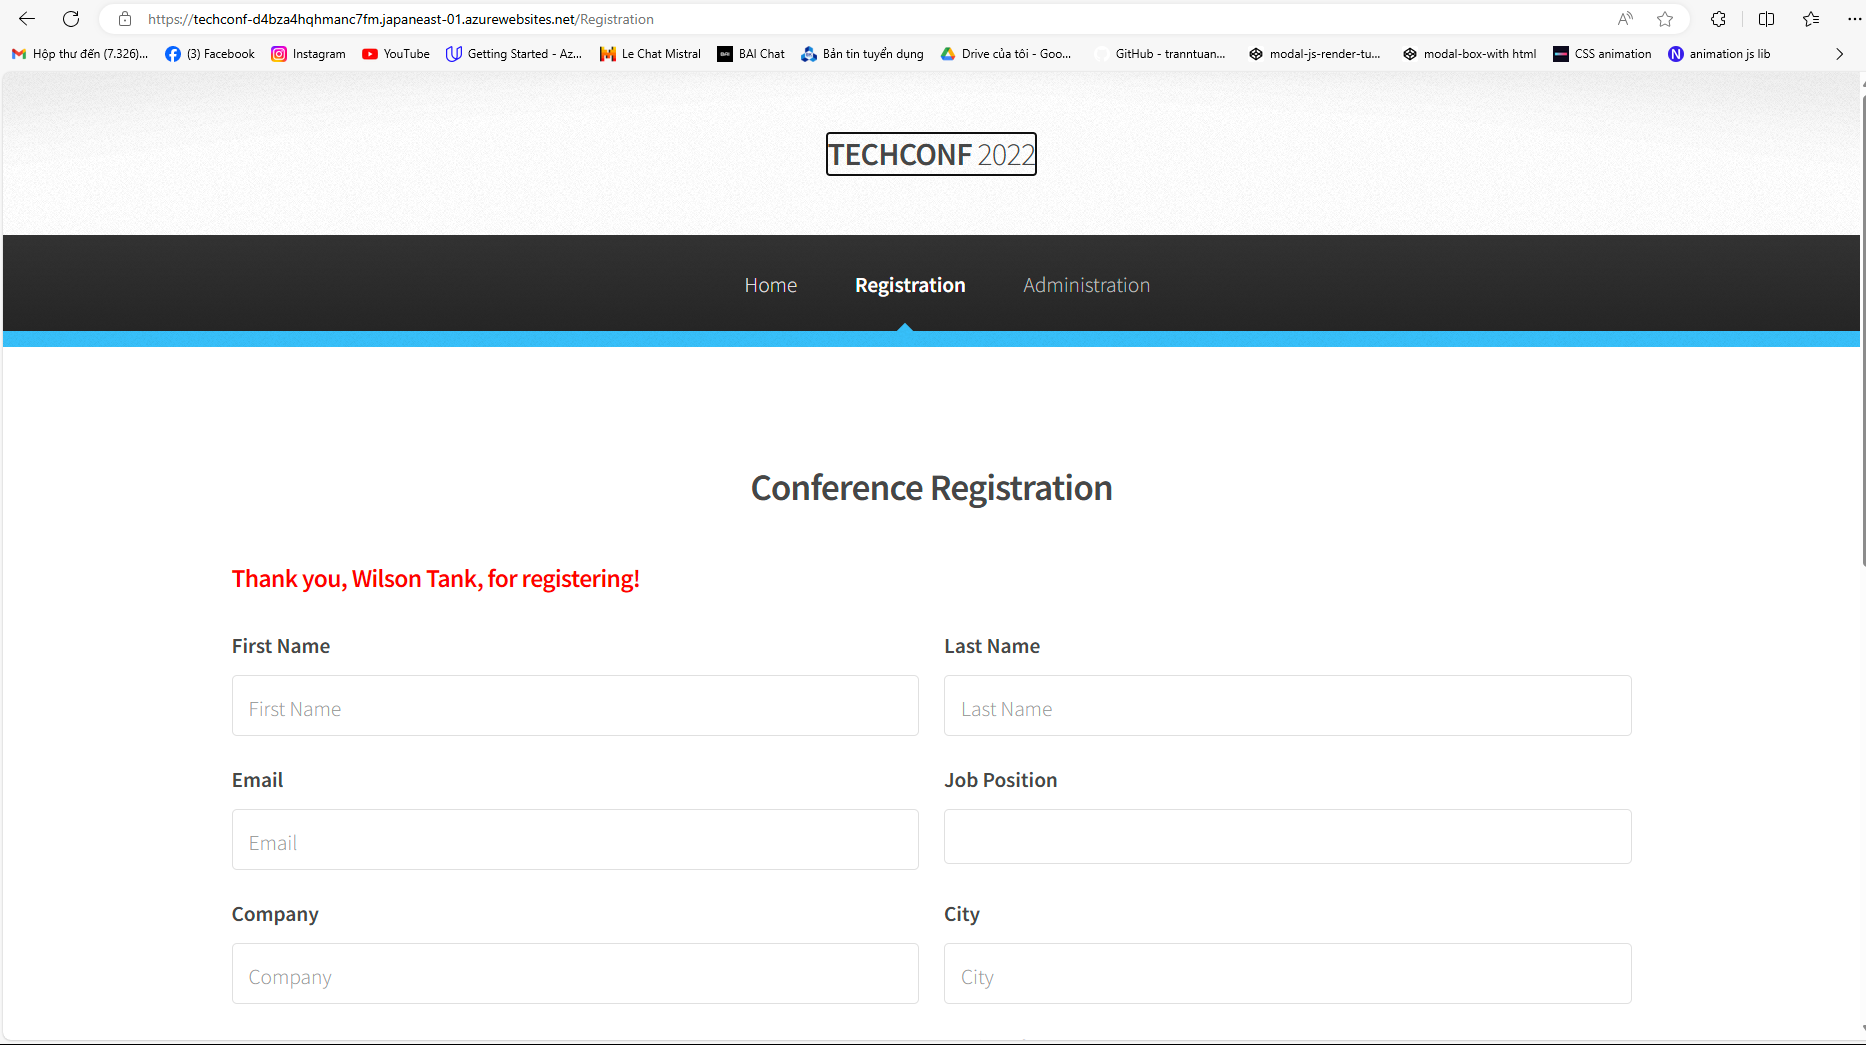 https://techconf-d4bza4hqhmanc7fm.japaneast-01.azurewebsites.net/Registration
Hộp thư đến (7.326)... (3) Facebook Instagram YouTube Getting Started - Az... Le Chat Mistral BAI Chat Bản tin tuyển dụng Drive của tôi - Goo... GitHub - tranntuan... modal-js-render-tu... modal-box-with html CSS animation animation js lib
TECHCONF 2022
Home Registration Administration
Conference Registration
Thank you, Wilson Tank, for registering!
First Name Last Name
First Name Last Name
Email Job Position
Email
Company City
Company City